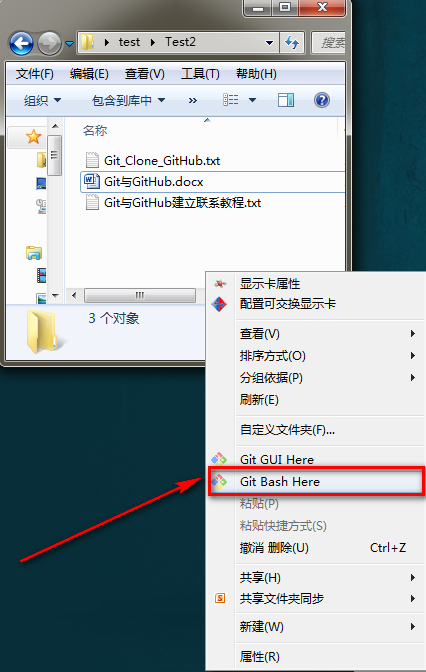 test
Test2
搜索
文件(F) 编辑(E) 查看(V) 工具(T) 帮助(H)
组织 包含到库中 »
名称
Git_Clone_GitHub.txt
Git与GitHub.docx
Git与GitHub建立联系教程.txt
3 个对象
显示卡属性
配置可交换显示卡
查看(V)
排序方式(O)
分组依据(P)
刷新(E)
自定义文件夹(F)...
Git GUI Here
Git Bash Here
粘贴(P)
粘贴快捷方式(S)
撤消 删除(U) Ctrl+Z
共享(H)
共享文件夹同步
新建(W)
属性(R)